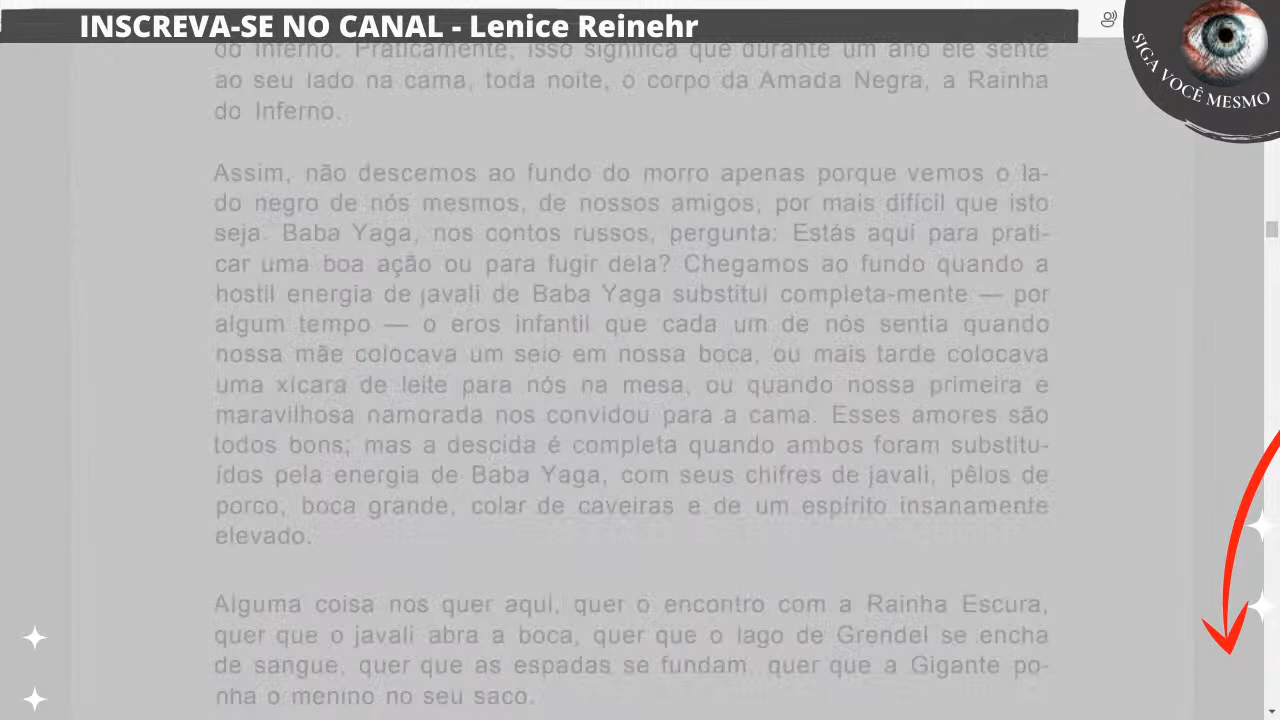 INSCREVA-SE NO CANAL - Lenice Reinehr
SIGA VOCÊ MESMO
do Inferno. Praticamente, isso significa que durante um ano ele sente
ao seu lado na cama, toda noite, o corpo da Amada Negra, a Rainha
do Inferno.
Assim, não descemos ao fundo do morro apenas porque vemos o la-
do negro de nós mesmos, de nossos amigos, por mais difícil que isto
seja. Baba Yaga, nos contos russos, pergunta: Estás aqui para prati-
car uma boa ação ou para fugir dela? Chegamos ao fundo quando a
hostil energia de javali de Baba Yaga substitui completa-mente — por
algum tempo — o eros infantil que cada um de nós sentia quando
nossa mãe colocava um seio em nossa boca, ou mais tarde colocava
uma xícara de leite para nós na mesa, ou quando nossa primeira e
maravilhosa namorada nos convidou para a cama. Esses amores são
todos bons; mas a descida é completa quando ambos foram substitu-
ídos pela energia de Baba Yaga, com seus chifres de javali, pêlos de
porco, boca grande, colar de caveiras e de um espírito insanamente
elevado.
Alguma coisa nos quer aqui, quer o encontro com a Rainha Escura,
quer que o javali abra a boca, quer que o lago de Grendel se encha
de sangue, quer que as espadas se fundam, quer que a Gigante po-
nha o menino no seu saco.